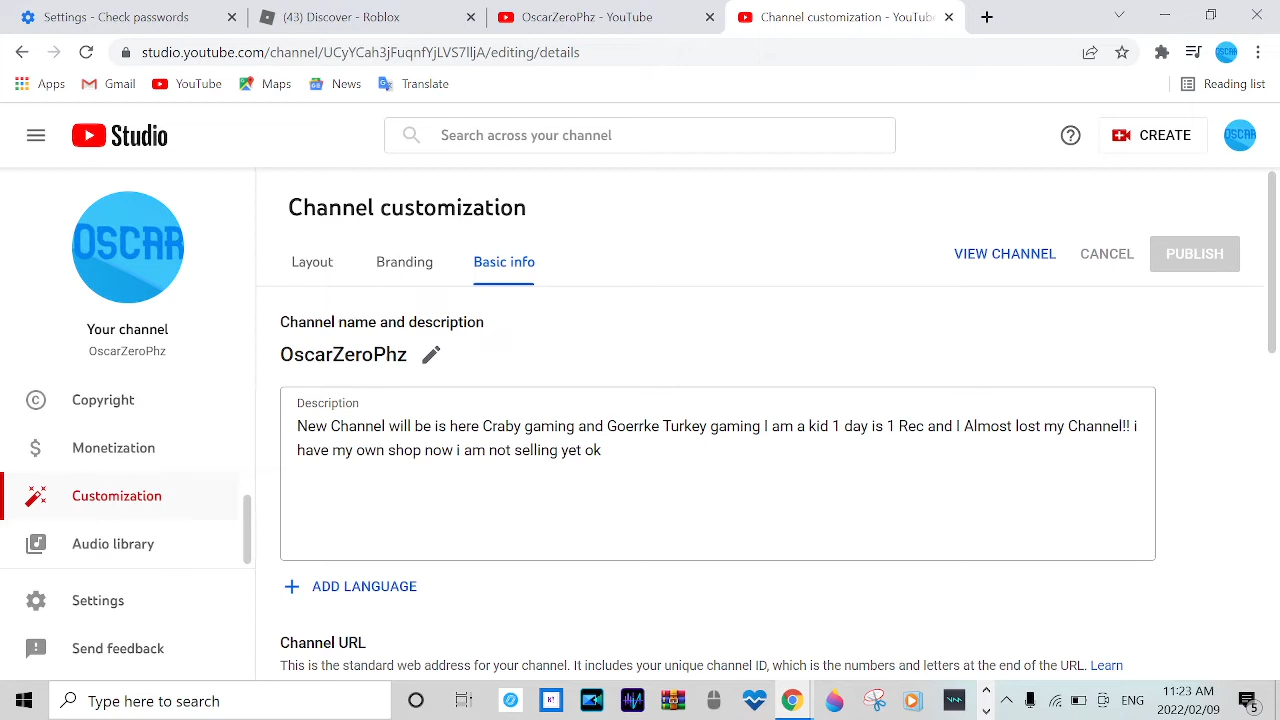 Settings - Check passwords
(43) Discover - Roblox
OscarZeroPhz - YouTube
Channel customization - YouTube
studio.youtube.com/channel/UCyYCah3jFuqnfYjLVS7lljA/editing/details
OSCAR
Apps
Gmail
YouTube
Maps
News
Translate
Reading list
Studio
Search across your channel
CREATE
OSCAR
OSCAR
Your channel
OscarZeroPhz
Copyright
Monetization
Customization
Audio library
Settings
Send feedback
Channel customization
Layout
Branding
Basic info
VIEW CHANNEL
CANCEL
PUBLISH
Channel name and description
OscarZeroPhz
Description
New Channel will be is here Craby gaming and Goerrke Turkey gaming I am a kid 1 day is 1 Rec and I Almost lost my Channel!! i
have my own shop now i am not selling yet ok
ADD LANGUAGE
Channel URL
This is the standard web address for your channel. It includes your unique channel ID, which is the numbers and letters at the end of the URL. Learn
Type here to search
ENG
11:23 AM
2022/02/09
5